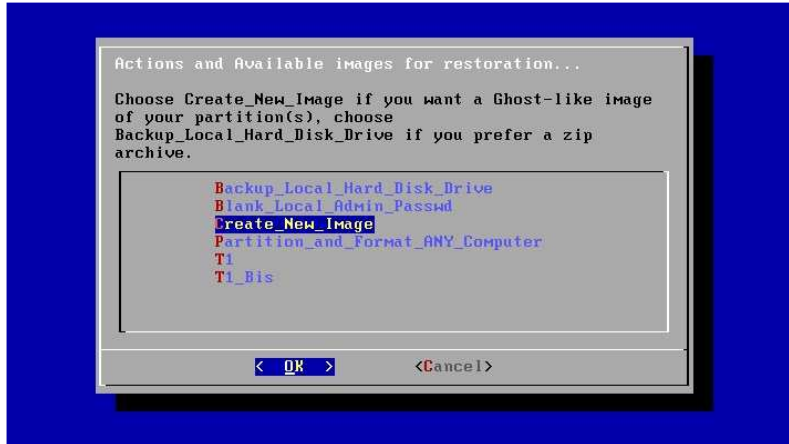 Actions and Available images for restoration...
Choose Create_New_Image if you want a Ghost-like image
of your partition(s), choose
Backup_Local_Hard_Disk_Drive if you prefer a zip
archive.
Backup_Local_Hard_Disk_Drive
Blank_Local_Admin_Passwd
Create_New_Image
Partition_and_Format_ANY_Computer
T1
T1_Bis
< OK > <Cancel>